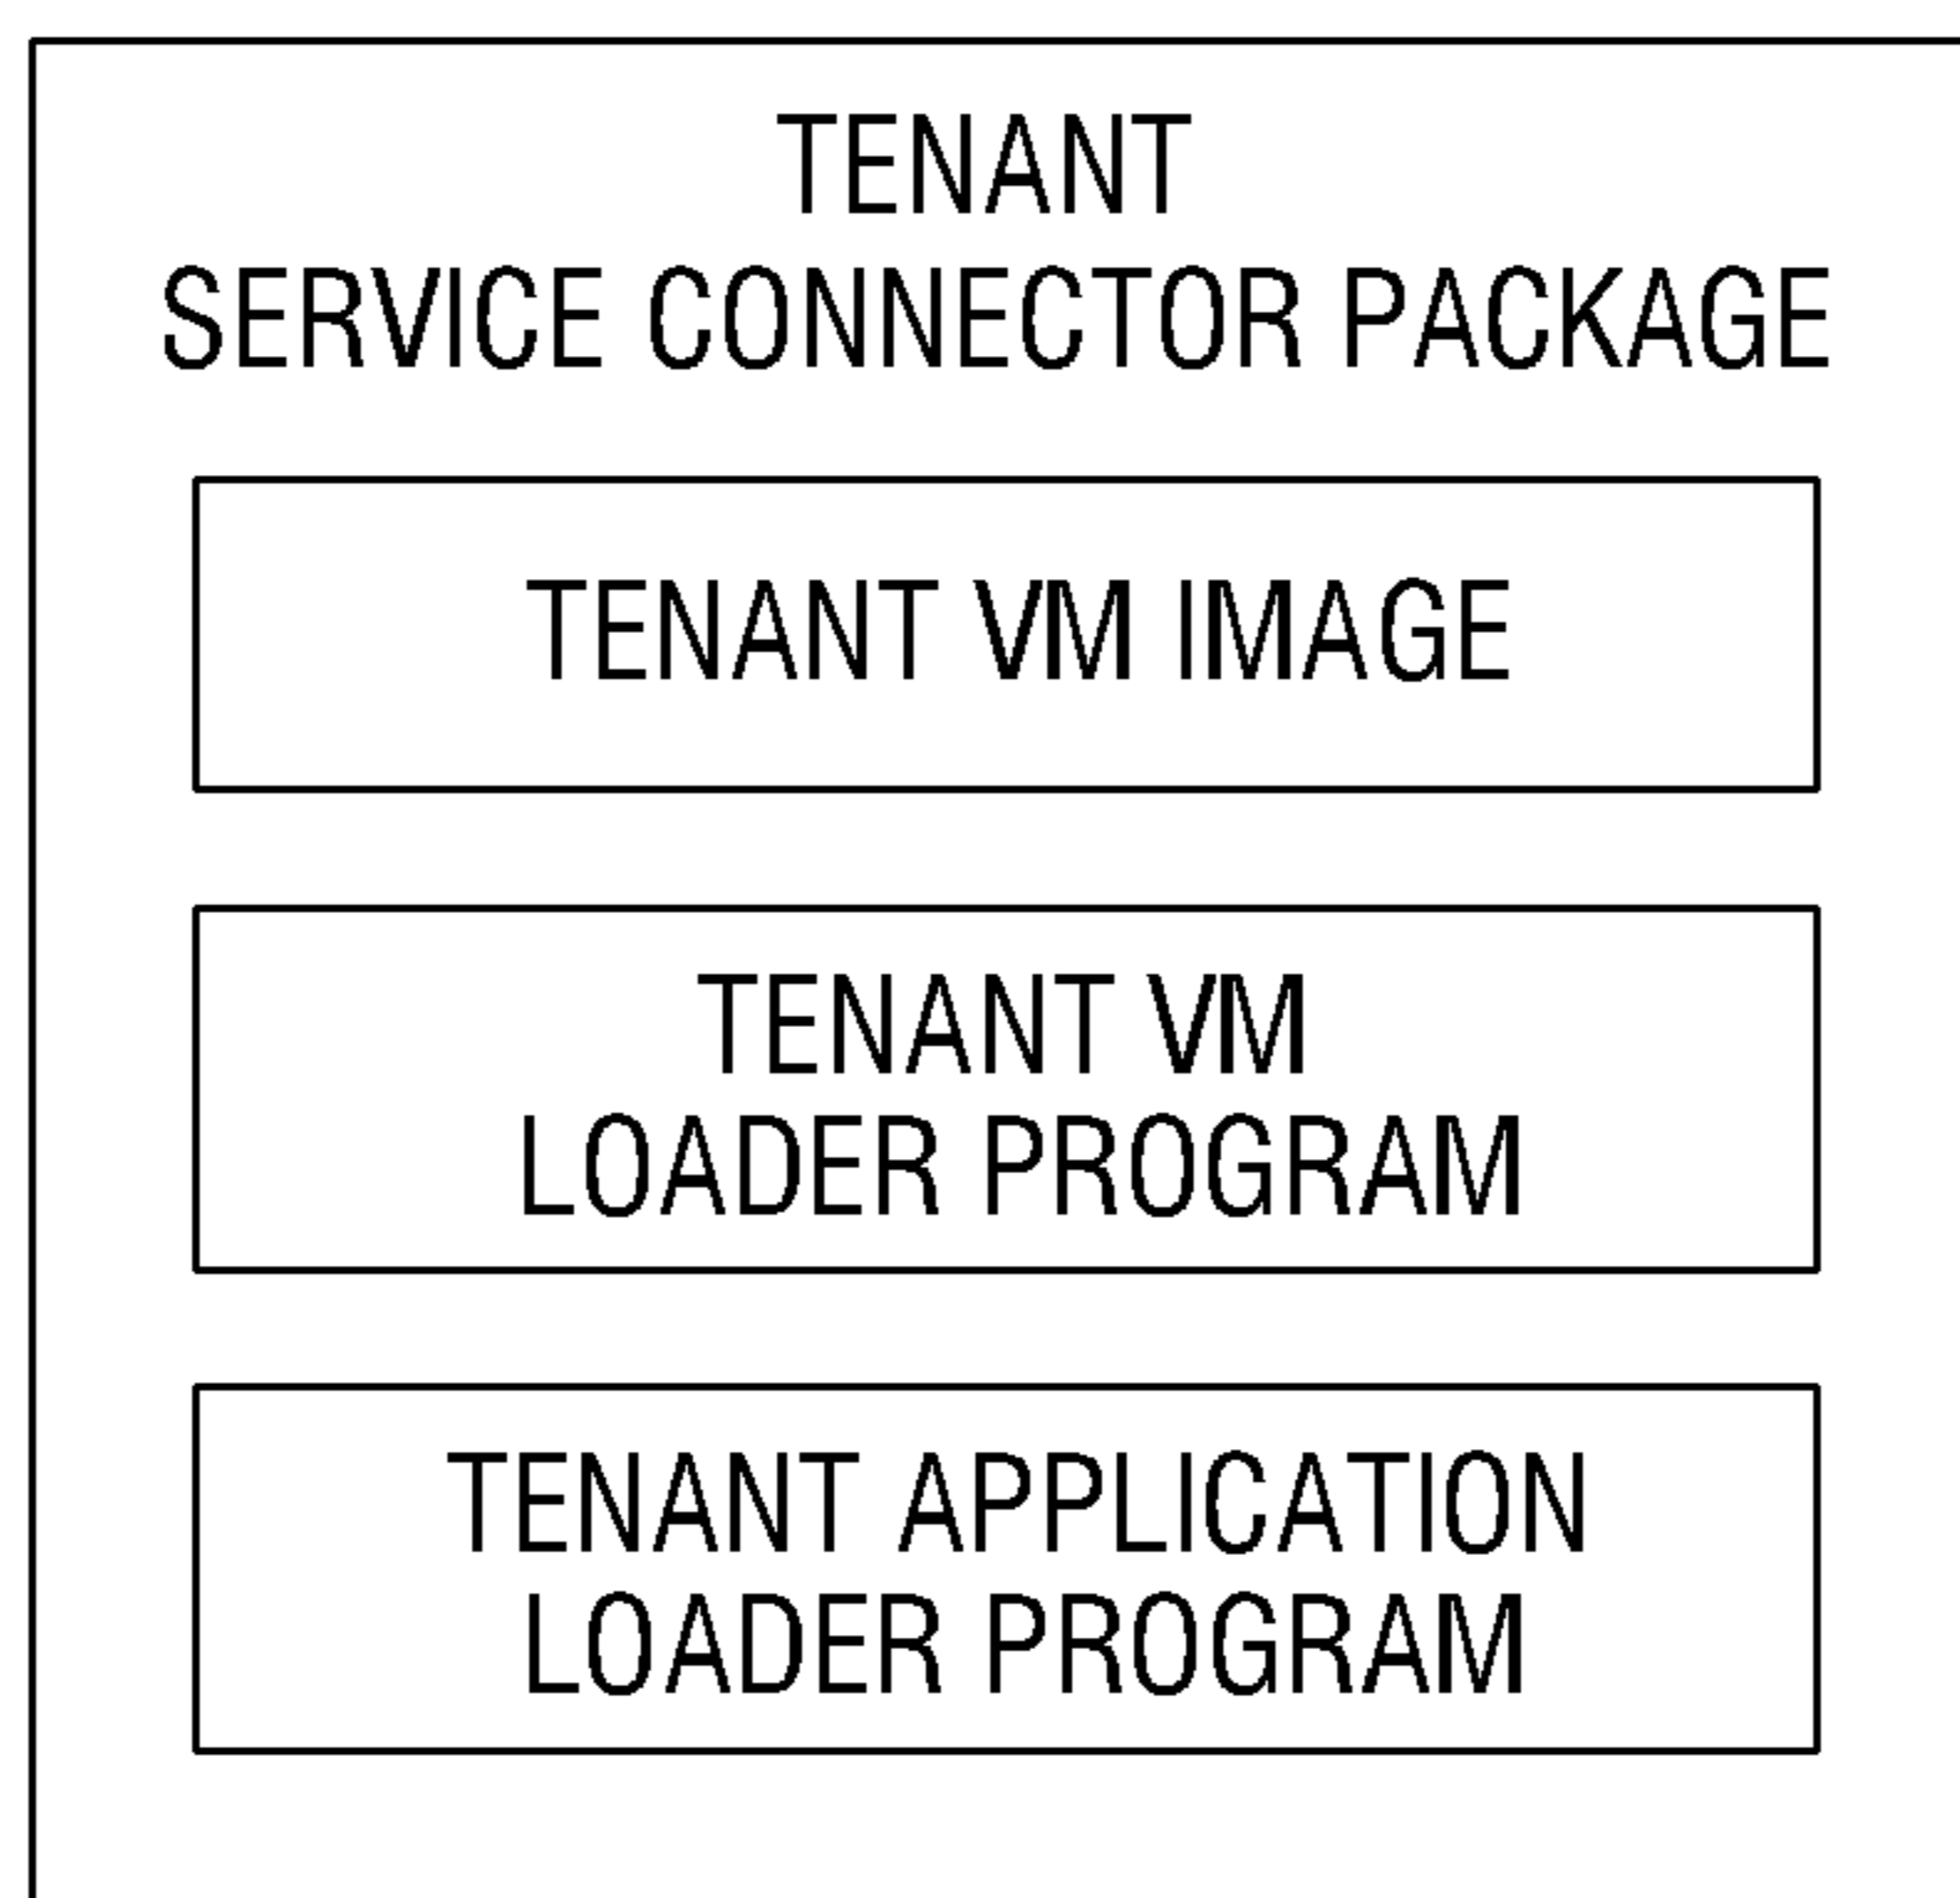 TENANT
SERVICE CONNECTOR PACKAGE
TENANT VM IMAGE
TENANT VM
LOADER PROGRAM
TENANT APPLICATION
LOADER PROGRAM